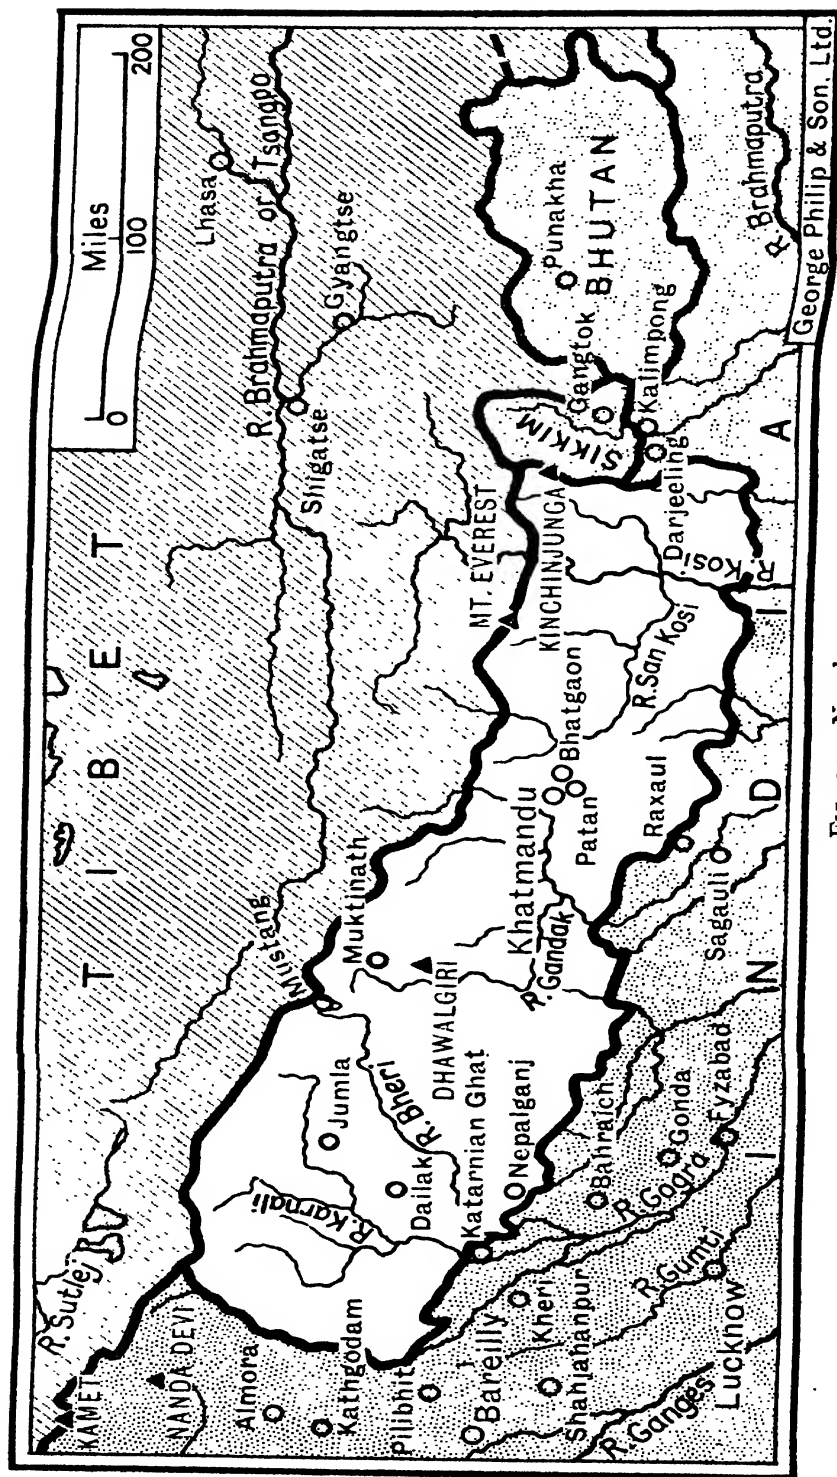 Miles
0 100 200
Lhasa
R. Brahmaputra or Tsangpo
Gyangtse
Shigatse
TIBET
R. Sutlej
KAMET
NANDA DEVI
Almora
Kathgodam
Pilibhit
Bareilly
Mustang
Muktinath
Jumla
R. Karnali
R. Bheri
Dailak
DHAWALGIRI
Katarnian Ghat
Nepalganj
MT. EVEREST
KINCHINJUNGA
SIKKIM
Gangtok
Punakha
BHUTAN
Khatmandu
Bhatgaon
Patan
R. Gandak
R. San Kosi
R. Kosi
Darjeeling
Kalimpong
Raxaul
Sagauli
Kheri
Shahjahanpur
Bahraich
Gonda
R. Gogra
Fyzabad
R. Gumti
Luckhow
R. Ganges
INDIA
R. Brahmaputra
George Philip & Son, Ltd.